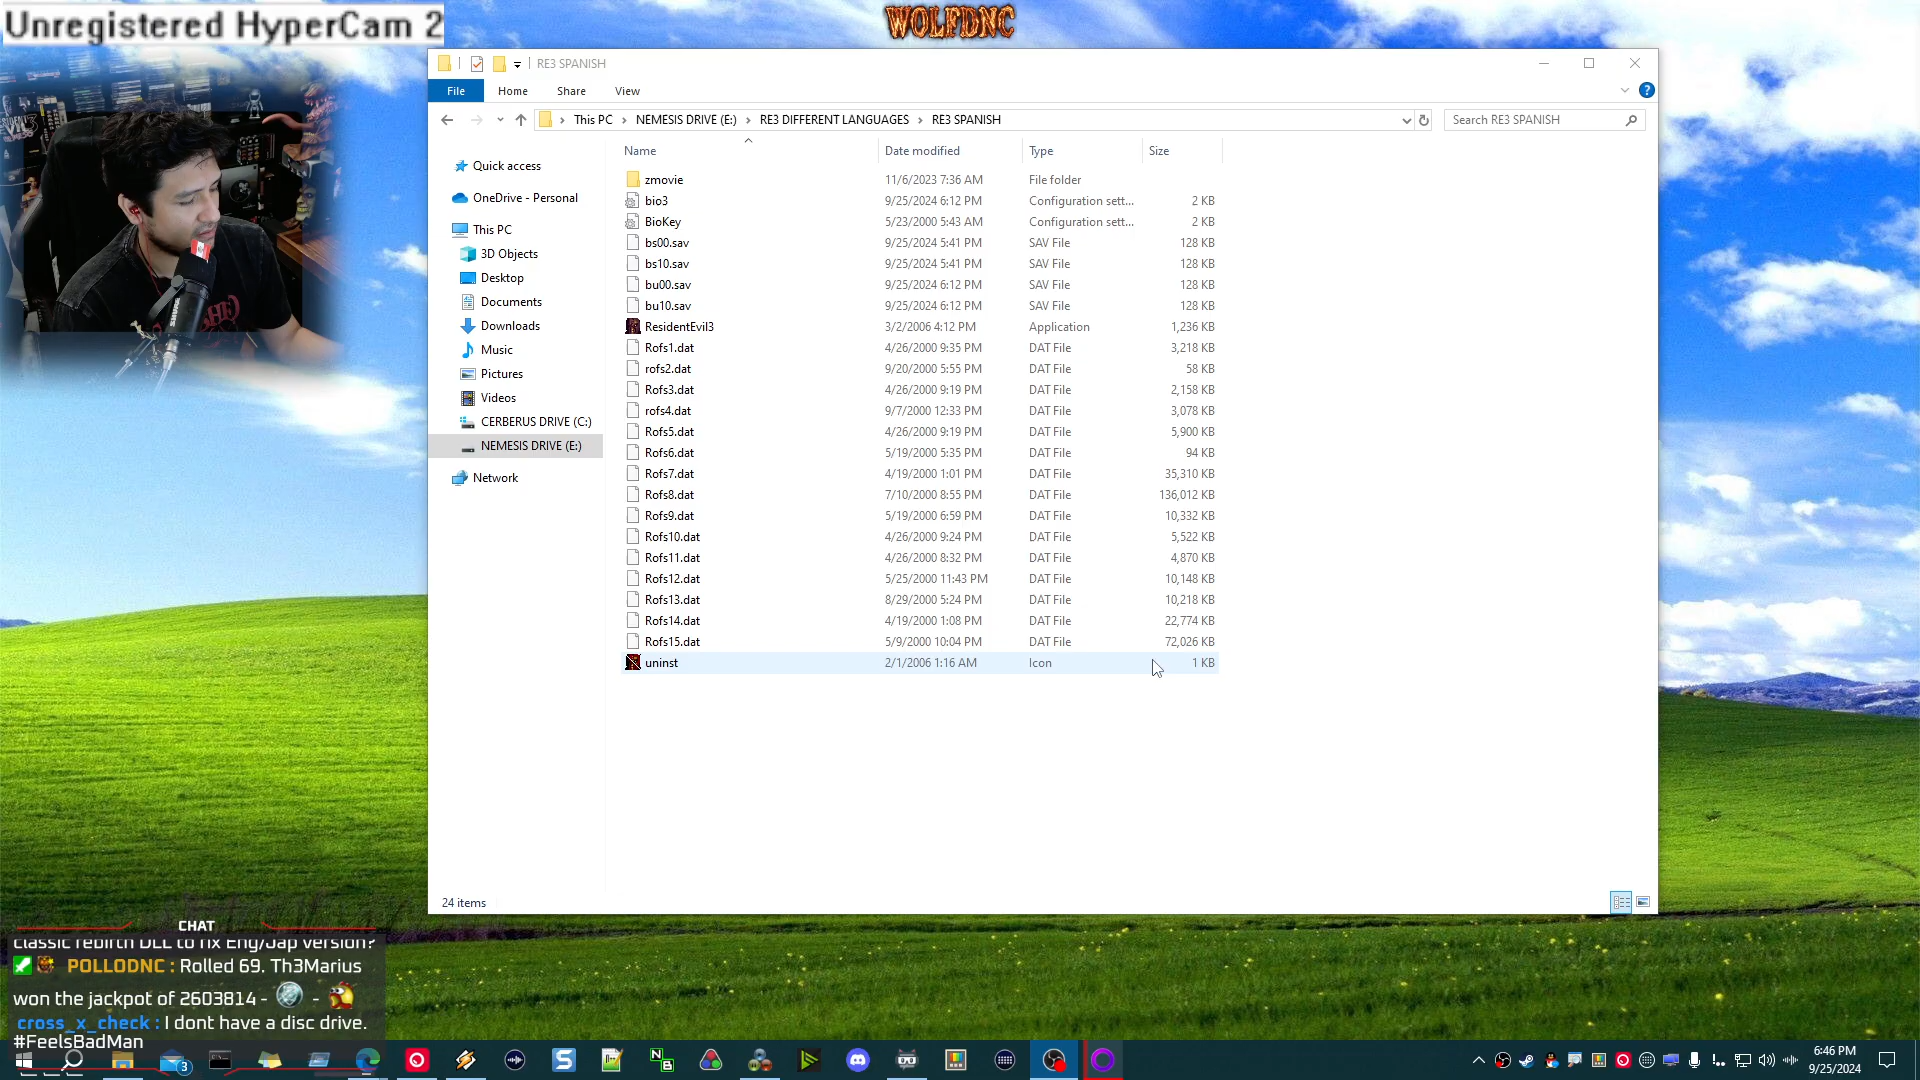 Unregistered HyperCam 2
WOLFDNC
RE3 SPANISH
File Home Share View
This PC > NEMESIS DRIVE (E:) > RE3 DIFFERENT LANGUAGES > RE3 SPANISH
Search RE3 SPANISH
Name Date modified Type Size
Quick access
OneDrive - Personal
This PC
3D Objects
Desktop
Documents
Downloads
Music
Pictures
Videos
CERBERUS DRIVE (C:)
NEMESIS DRIVE (E:)
Network
zmovie 11/6/2023 7:36 AM File folder
bio3 9/25/2024 6:12 PM Configuration sett... 2 KB
BioKey 5/23/2000 5:43 AM Configuration sett... 2 KB
bs00.sav 9/25/2024 5:41 PM SAV File 128 KB
bs10.sav 9/25/2024 5:41 PM SAV File 128 KB
bu00.sav 9/25/2024 6:12 PM SAV File 128 KB
bu10.sav 9/25/2024 6:12 PM SAV File 128 KB
ResidentEvil3 3/2/2006 4:12 PM Application 1,236 KB
Rofs1.dat 4/26/2000 9:35 PM DAT File 3,218 KB
rofs2.dat 9/20/2000 5:55 PM DAT File 58 KB
Rofs3.dat 4/26/2000 9:19 PM DAT File 2,158 KB
rofs4.dat 9/7/2000 12:33 PM DAT File 3,078 KB
Rofs5.dat 4/26/2000 9:19 PM DAT File 5,900 KB
Rofs6.dat 5/19/2000 5:35 PM DAT File 94 KB
Rofs7.dat 4/19/2000 1:01 PM DAT File 35,310 KB
Rofs8.dat 7/10/2000 8:55 PM DAT File 136,012 KB
Rofs9.dat 5/19/2000 6:59 PM DAT File 10,332 KB
Rofs10.dat 4/26/2000 9:24 PM DAT File 5,522 KB
Rofs11.dat 4/26/2000 8:32 PM DAT File 4,870 KB
Rofs12.dat 5/25/2000 11:43 PM DAT File 10,148 KB
Rofs13.dat 8/29/2000 5:24 PM DAT File 10,218 KB
Rofs14.dat 4/19/2000 1:08 PM DAT File 22,774 KB
Rofs15.dat 5/9/2000 10:04 PM DAT File 72,026 KB
uninst 2/1/2006 1:16 AM Icon 1 KB
24 items
CHAT
classic rebirth DLL to fix Eng/Jap version?
POLLODNC : Rolled 69. Th3Marius
won the jackpot of 2603814 - -
cross_x_check : I dont have a disc drive.
#FeelsBadMan
3
6:46 PM
9/25/2024